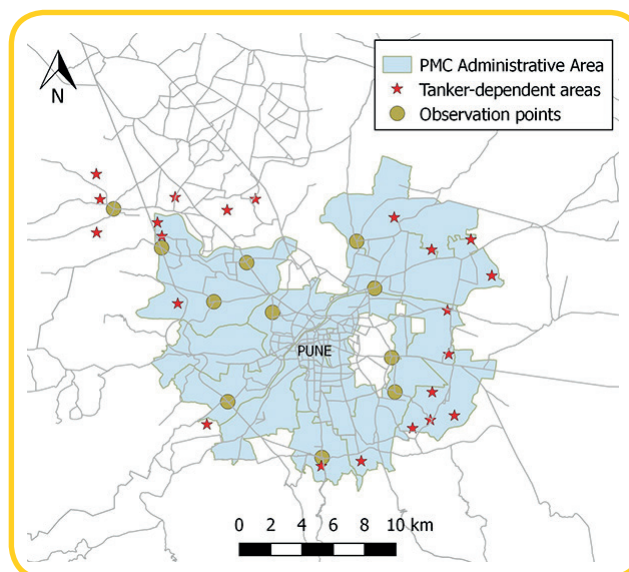 PMC Administrative Area
Tanker-dependent areas
Observation points
N
PUNE
0 2 4 6 8 10 km